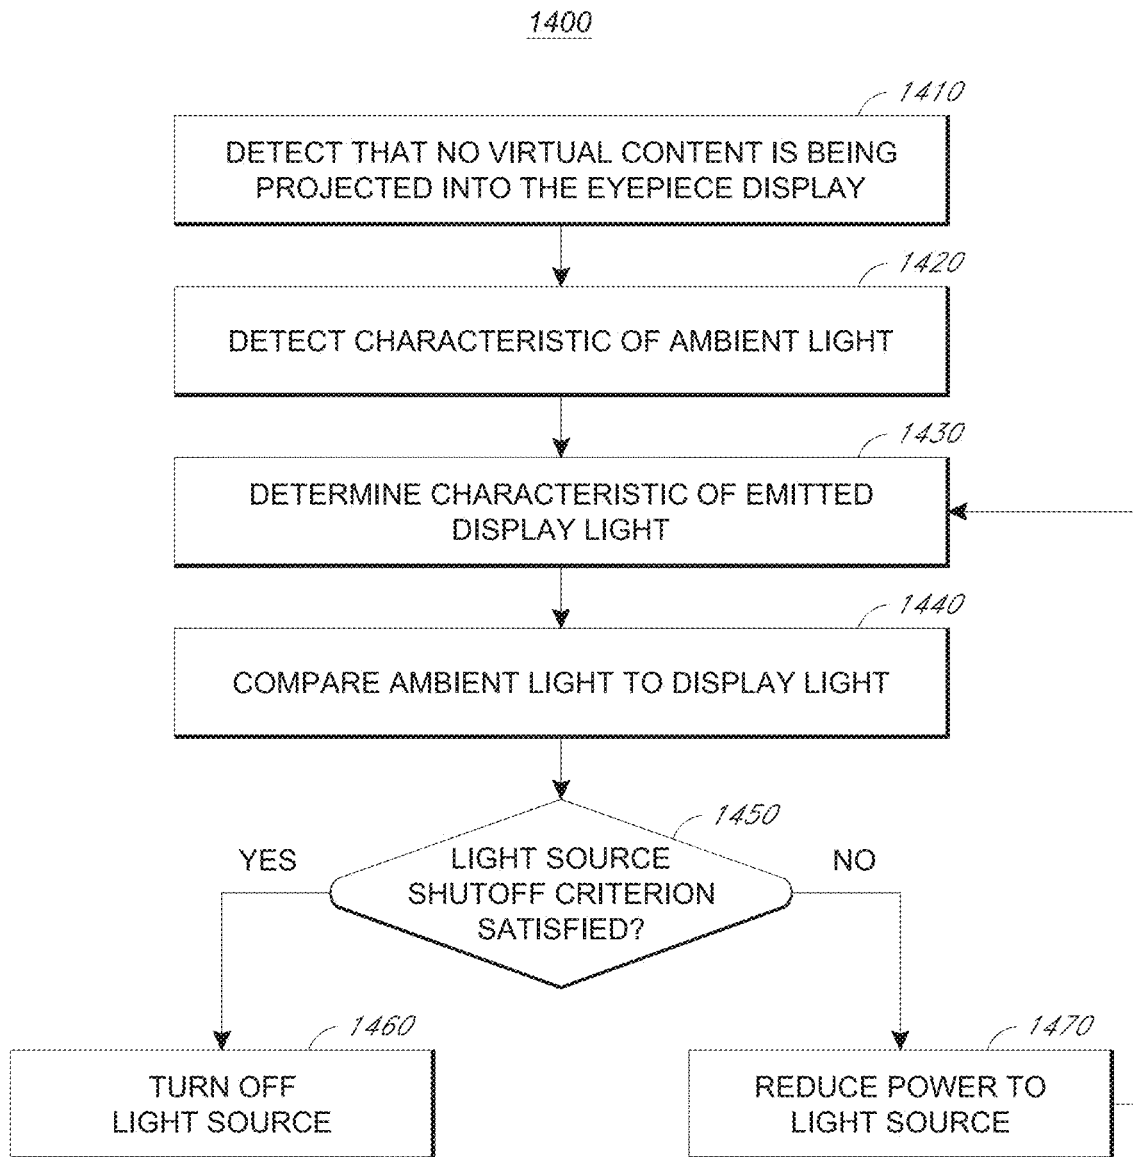 1400
1410
DETECT THAT NO VIRTUAL CONTENT IS BEING
PROJECTED INTO THE EYEPIECE DISPLAY
1420
DETECT CHARACTERISTIC OF AMBIENT LIGHT
1430
DETERMINE CHARACTERISTIC OF EMITTED
DISPLAY LIGHT
1440
COMPARE AMBIENT LIGHT TO DISPLAY LIGHT
1450
YES
LIGHT SOURCE
SHUTOFF CRITERION
SATISFIED?
NO
1460
TURN OFF
LIGHT SOURCE
1470
REDUCE POWER TO
LIGHT SOURCE